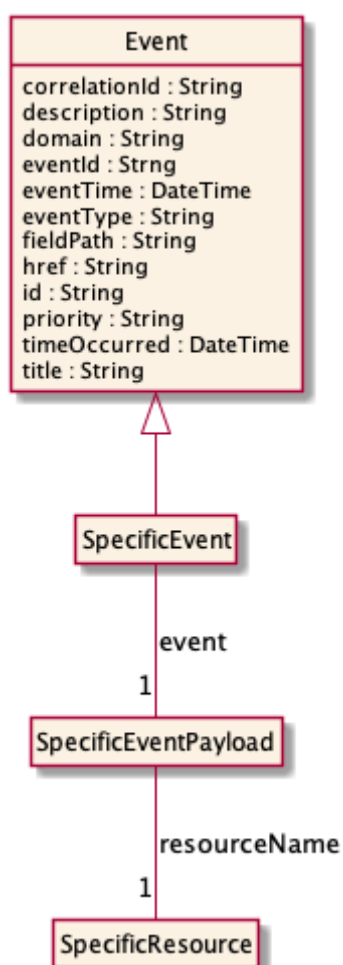 Event
correlationId : String
description : String
domain : String
eventId : Strng
eventTime : DateTime
eventType : String
fieldPath : String
href : String
id : String
priority : String
timeOccurred : DateTime
title : String
SpecificEvent
event
1
SpecificEventPayload
resourceName
1
SpecificResource